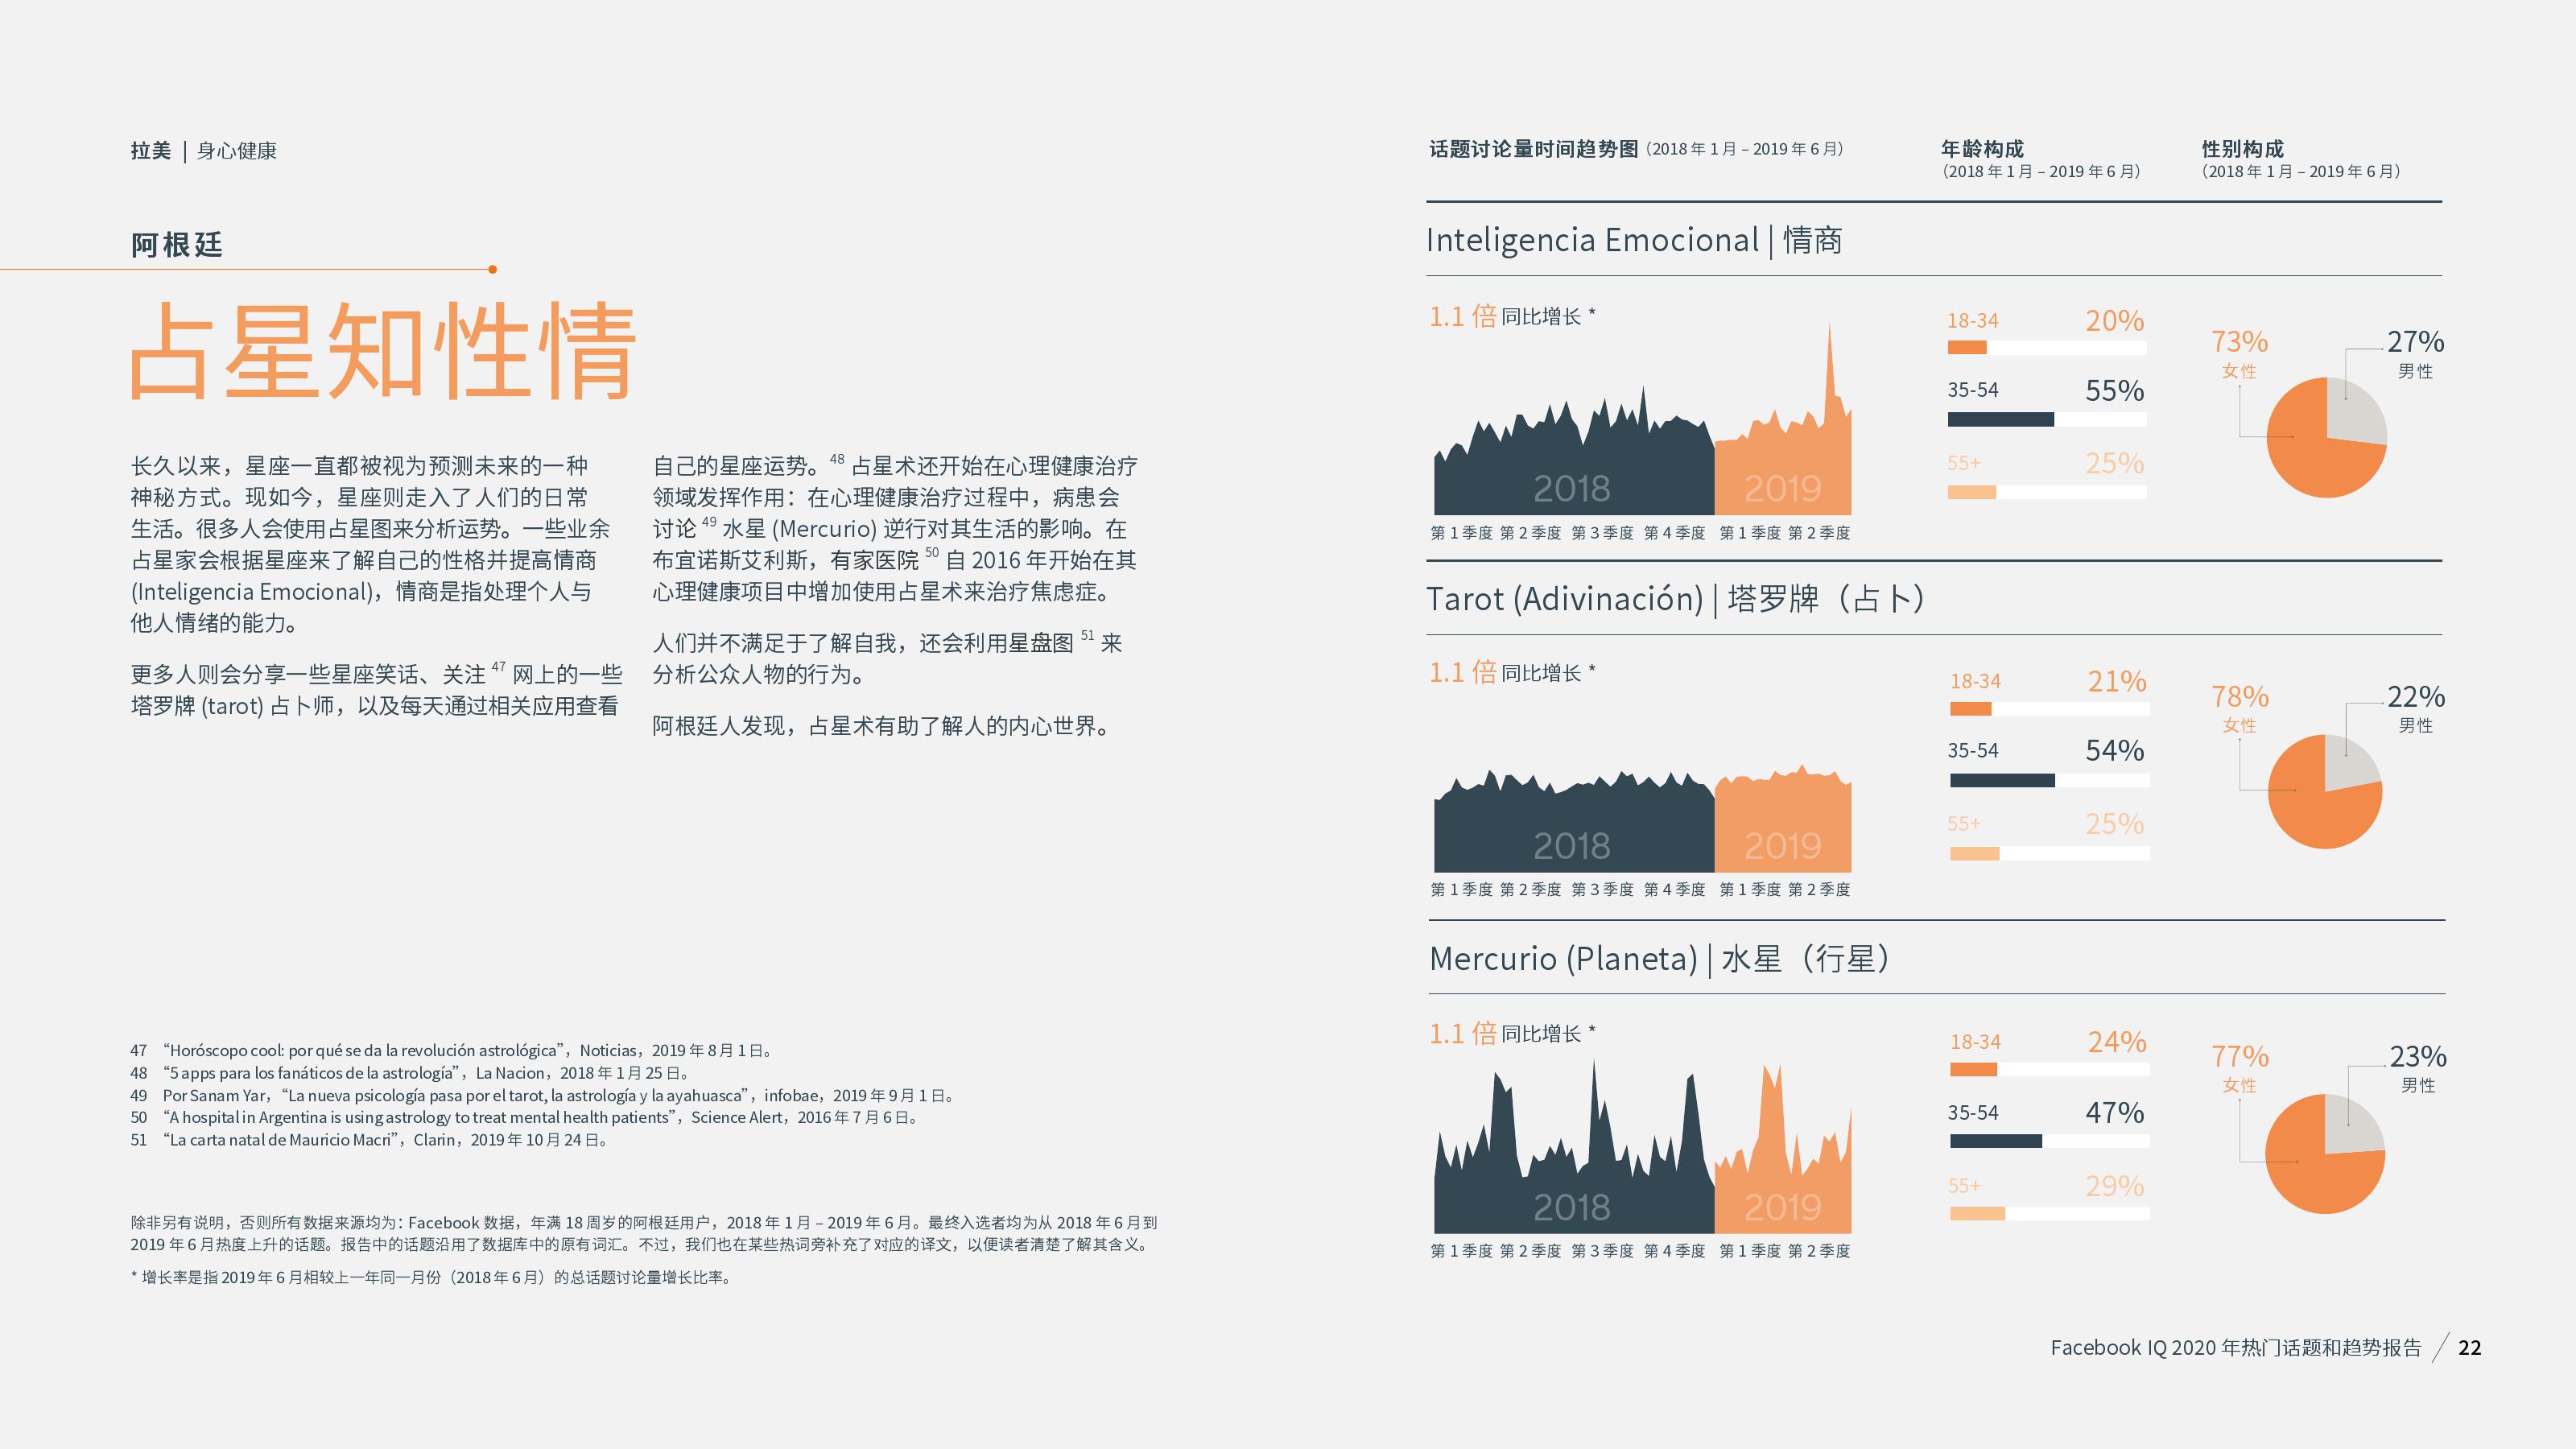 拉美 | 身心健康
阿根廷
占星知性情
长久以来，星座一直都被视为预测未来的一种
神秘方式。现如今，星座则走入了人们的日常
生活。很多人会使用占星图来分析运势。一些业余
占星家会根据星座来了解自己的性格并提高情商
(Inteligencia Emocional)，情商是指处理个人与
他人情绪的能力。
更多人则会分享一些星座笑话、关注 47 网上的一些
塔罗牌 (tarot) 占卜师，以及每天通过相关应用查看
自己的星座运势。48 占星术还开始在心理健康治疗
领域发挥作用：在心理健康治疗过程中，病患会
讨论 49 水星 (Mercurio) 逆行对其生活的影响。在
布宜诺斯艾利斯，有家医院 50 自 2016 年开始在其
心理健康项目中增加使用占星术来治疗焦虑症。
人们并不满足于了解自我，还会利用星盘图 51 来
分析公众人物的行为。
阿根廷人发现，占星术有助了解人的内心世界。
47 “Horóscopo cool: por qué se da la revolución astrológica”，Noticias，2019 年 8 月 1 日。
48 “5 apps para los fanáticos de la astrología”，La Nacion，2018 年 1 月 25 日。
49 Por Sanam Yar，“La nueva psicología pasa por el tarot, la astrología y la ayahuasca”，infobae，2019 年 9 月 1 日。
50 “A hospital in Argentina is using astrology to treat mental health patients”，Science Alert，2016 年 7 月 6 日。
51 “La carta natal de Mauricio Macri”，Clarin，2019 年 10 月 24 日。
除非另有说明，否则所有数据来源均为：Facebook 数据，年满 18 周岁的阿根廷用户，2018 年 1 月 – 2019 年 6 月。最终入选者均为从 2018 年 6 月到
2019 年 6 月热度上升的话题。报告中的话题沿用了数据库中的原有词汇。不过，我们也在某些热词旁补充了对应的译文，以便读者清楚了解其含义。
* 增长率是指 2019 年 6 月相较上一年同一月份（2018 年 6 月）的总话题讨论量增长比率。
话题讨论量时间趋势图（2018 年 1 月 – 2019 年 6 月）
年龄构成
（2018 年 1 月 – 2019 年 6 月）
性别构成
（2018 年 1 月 – 2019 年 6 月）
Inteligencia Emocional | 情商
1.1 倍同比增长 *
2018 2019
第 1 季度 第 2 季度 第 3 季度 第 4 季度 第 1 季度 第 2 季度
18-34 20%
35-54 55%
55+ 25%
73%
女性
27%
男性
Tarot (Adivinación) | 塔罗牌（占卜）
1.1 倍同比增长 *
2018 2019
第 1 季度 第 2 季度 第 3 季度 第 4 季度 第 1 季度 第 2 季度
18-34 21%
35-54 54%
55+ 25%
78%
女性
22%
男性
Mercurio (Planeta) | 水星（行星）
1.1 倍同比增长 *
2018 2019
第 1 季度 第 2 季度 第 3 季度 第 4 季度 第 1 季度 第 2 季度
18-34 24%
35-54 47%
55+ 29%
77%
女性
23%
男性
Facebook IQ 2020 年热门话题和趋势报告 / 22